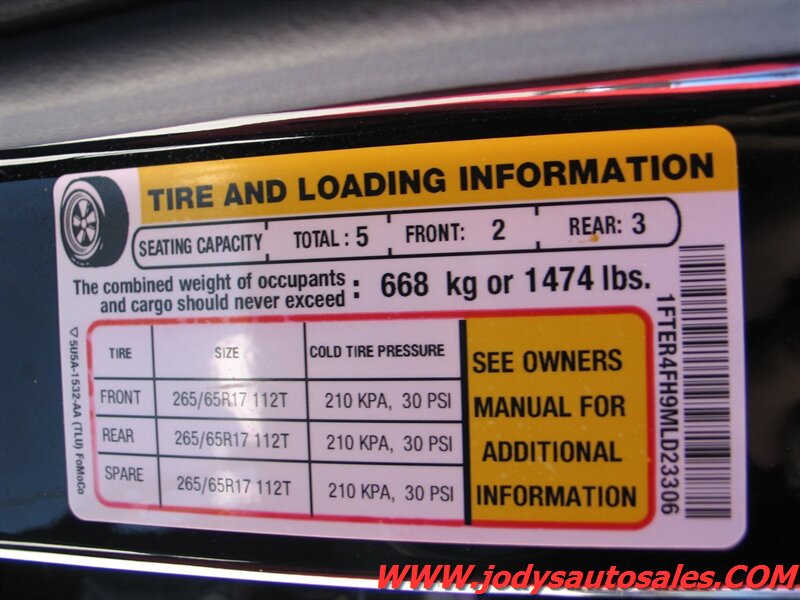 TIRE AND LOADING INFORMATION
SEATING CAPACITY TOTAL : 5 FRONT: 2 REAR: 3
The combined weight of occupants
and cargo should never exceed : 668 kg or 1474 lbs.
TIRE SIZE COLD TIRE PRESSURE
FRONT 265/65R17 112T 210 KPA, 30 PSI
REAR 265/65R17 112T 210 KPA, 30 PSI
SPARE 265/65R17 112T 210 KPA, 30 PSI
SEE OWNERS
MANUAL FOR
ADDITIONAL
INFORMATION
1FTER4FH9MLD23306
5U5A-1532-AA (TLU) FoMoCo
WWW.jodysautosales.COM